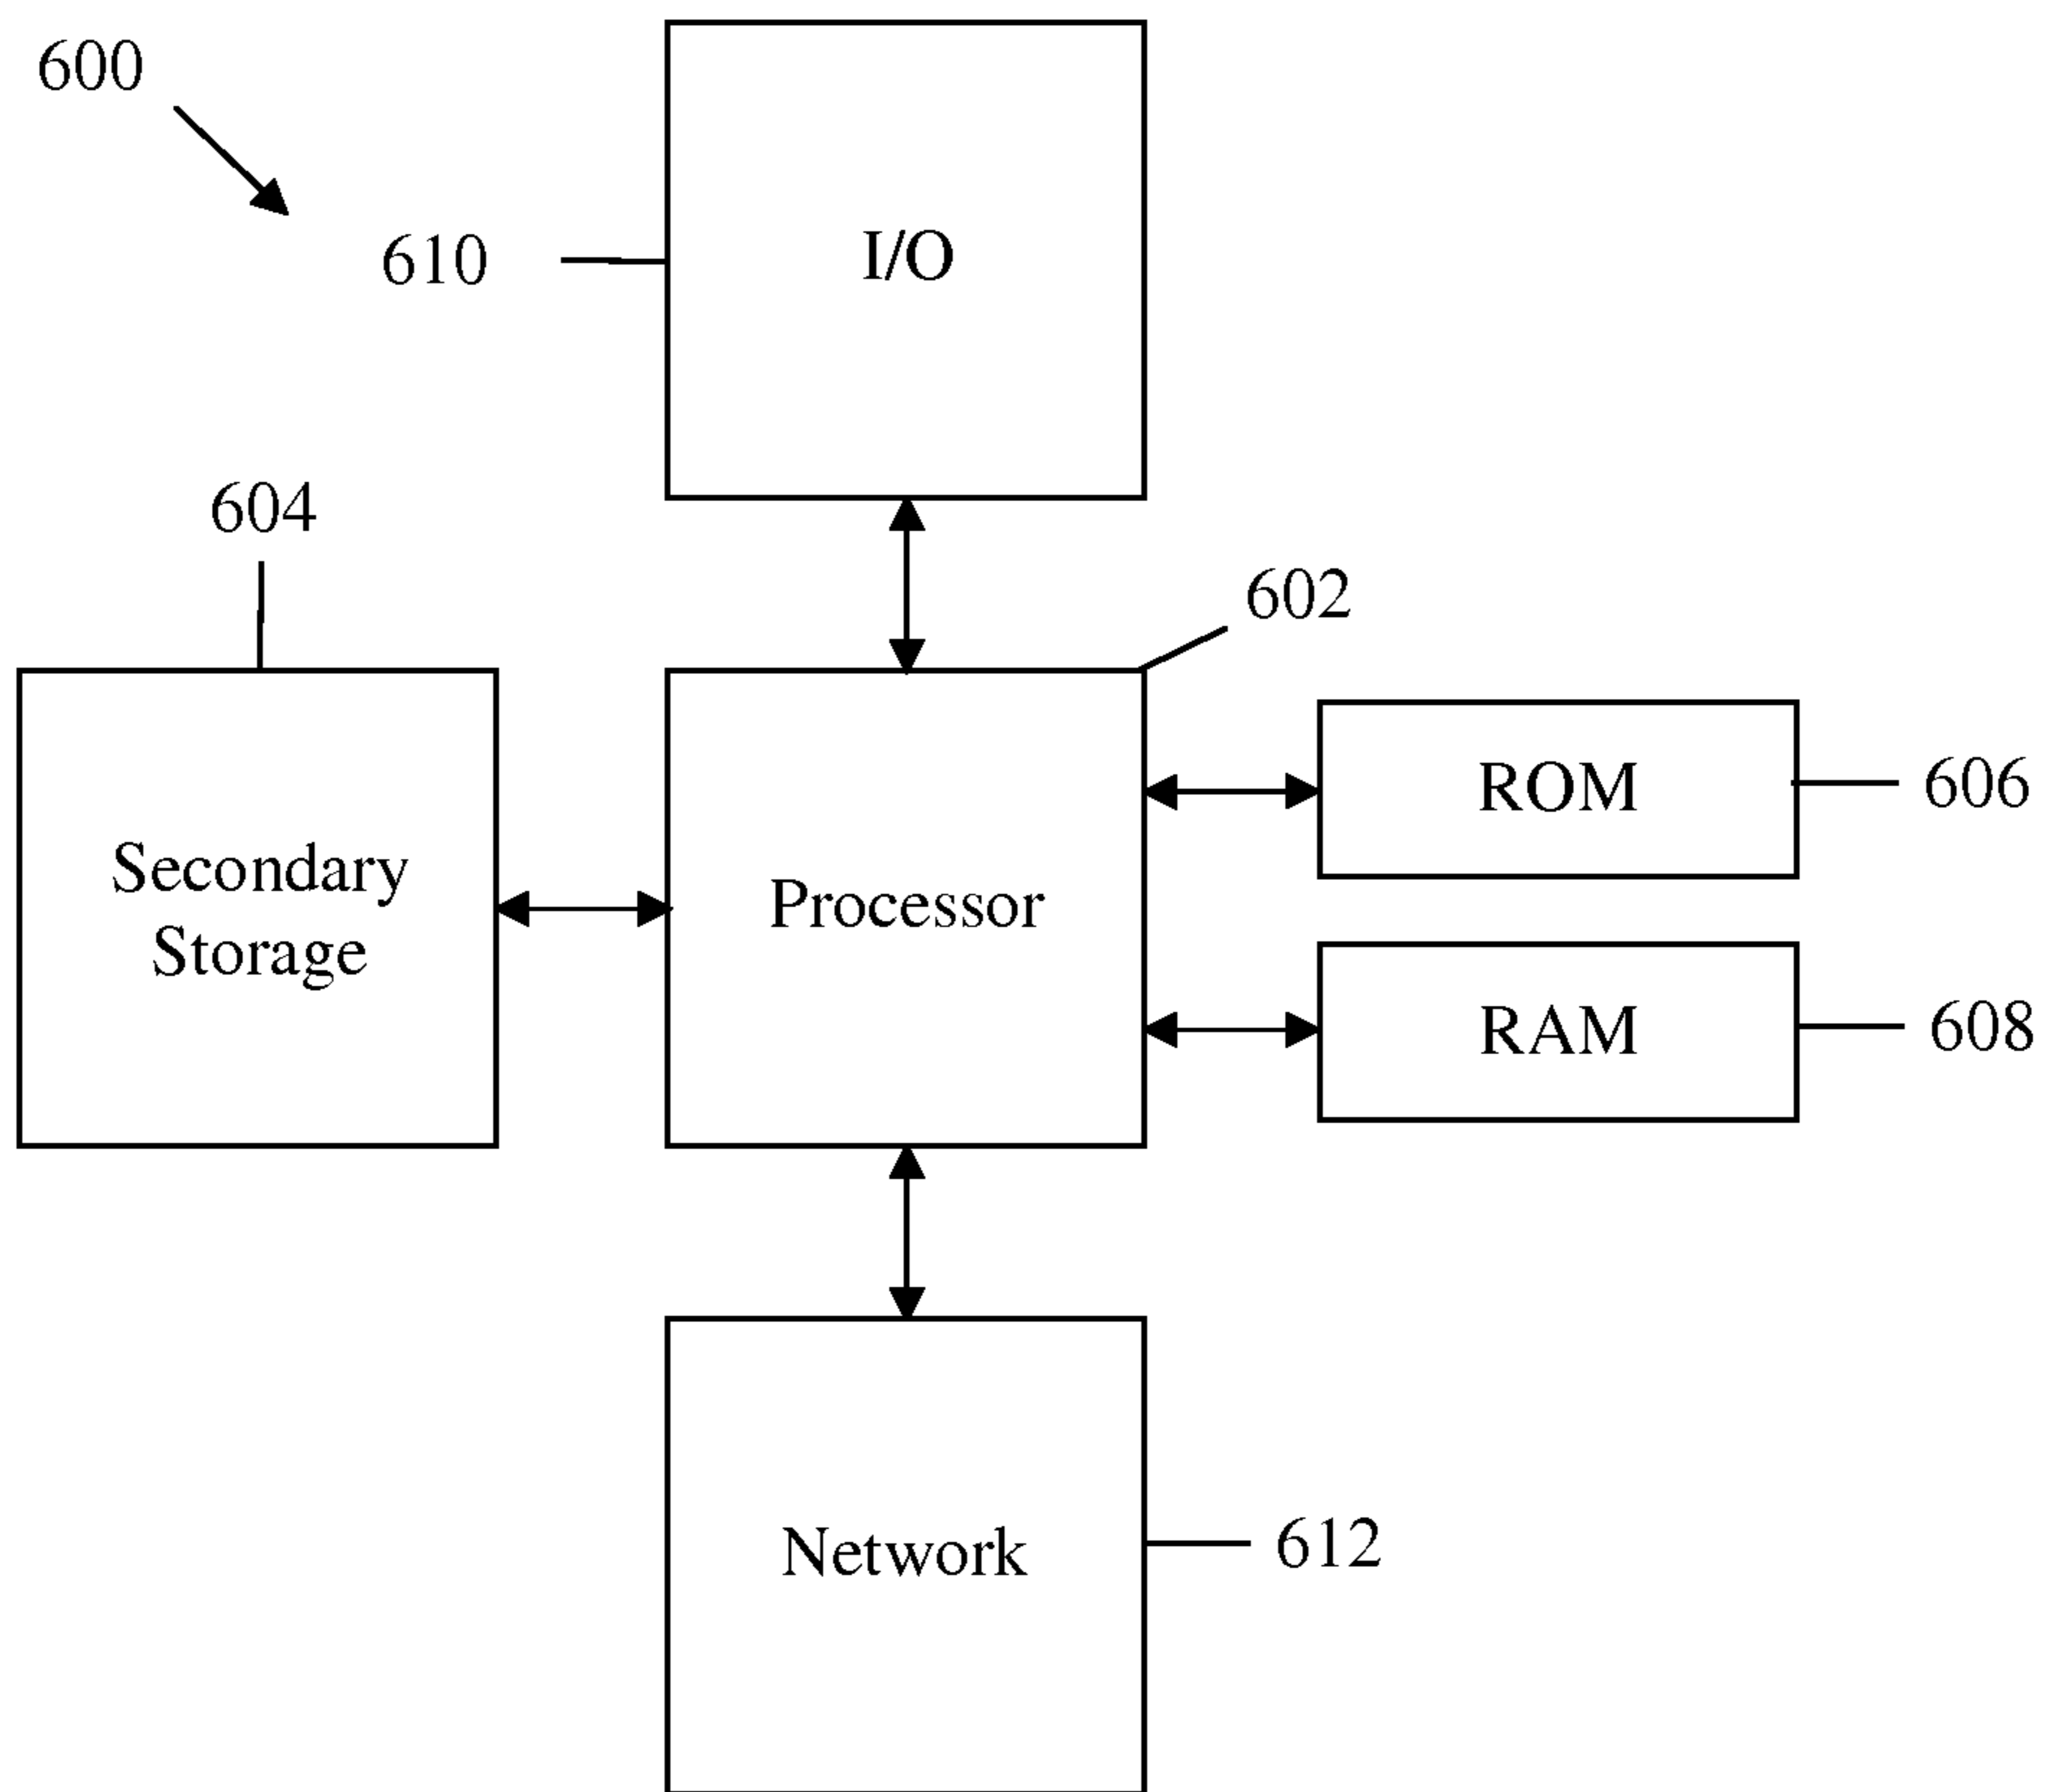 600
610
I/O
604
602
ROM
606
Secondary
Storage
Processor
RAM
608
Network
612